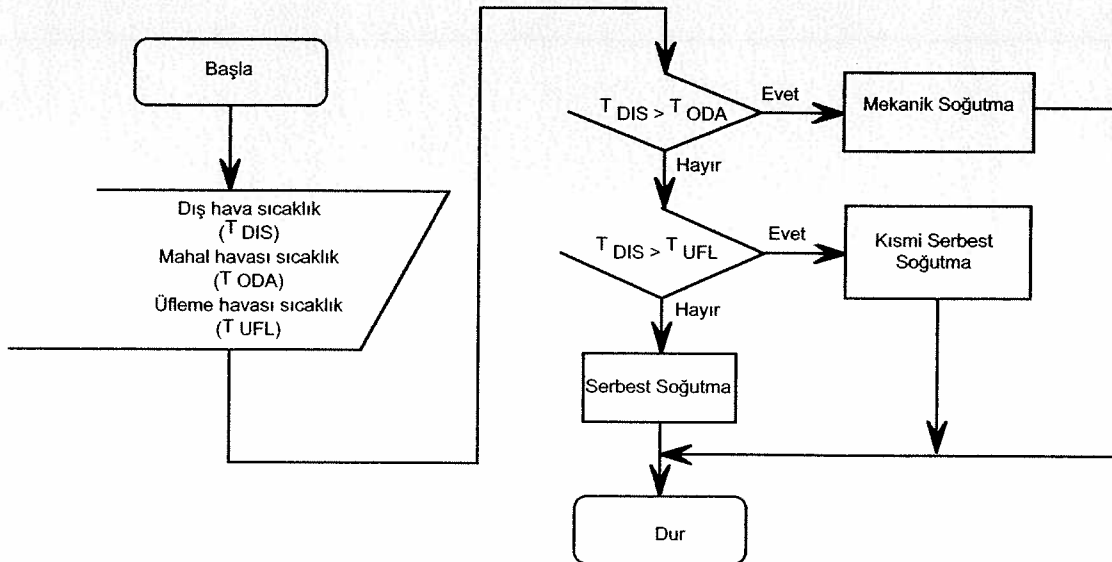 Başla
Dış hava sıcaklık
(T DIS)
Mahal havası sıcaklık
(T ODA)
Üfleme havası sıcaklık
(T UFL)
T DIS > T ODA
Evet
Mekanik Soğutma
Hayır
T DIS > T UFL
Evet
Kısmi Serbest
Soğutma
Hayır
Serbest Soğutma
Dur